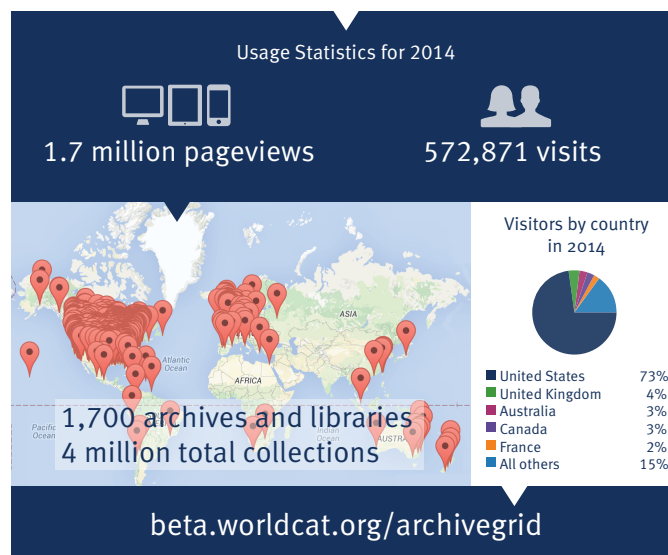 Usage Statistics for 2014
1.7 million pageviews
572,871 visits
Visitors by country
in 2014
United States 73%
United Kingdom 4%
Australia 3%
Canada 3%
France 2%
All others 15%
Atlantic
Ocean
ASIA
AFRICA
Pacific
Ocean
Indian
Ocean
1,700 archives and libraries
4 million total collections
beta.worldcat.org/archivegrid